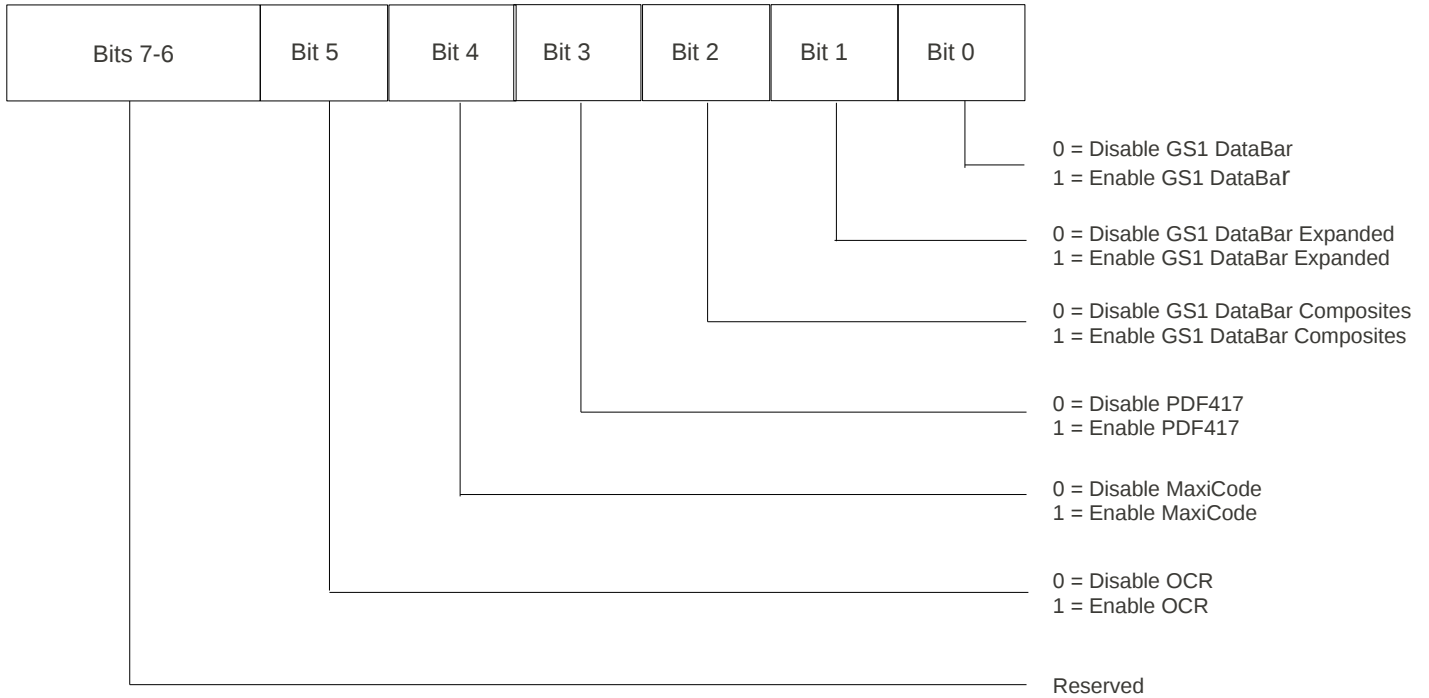 Bits 7-6 Bit 5 Bit 4 Bit 3 Bit 2 Bit 1 Bit 0
0 = Disable GS1 DataBar
1 = Enable GS1 DataBar
0 = Disable GS1 DataBar Expanded
1 = Enable GS1 DataBar Expanded
0 = Disable GS1 DataBar Composites
1 = Enable GS1 DataBar Composites
0 = Disable PDF417
1 = Enable PDF417
0 = Disable MaxiCode
1 = Enable MaxiCode
0 = Disable OCR
1 = Enable OCR
Reserved